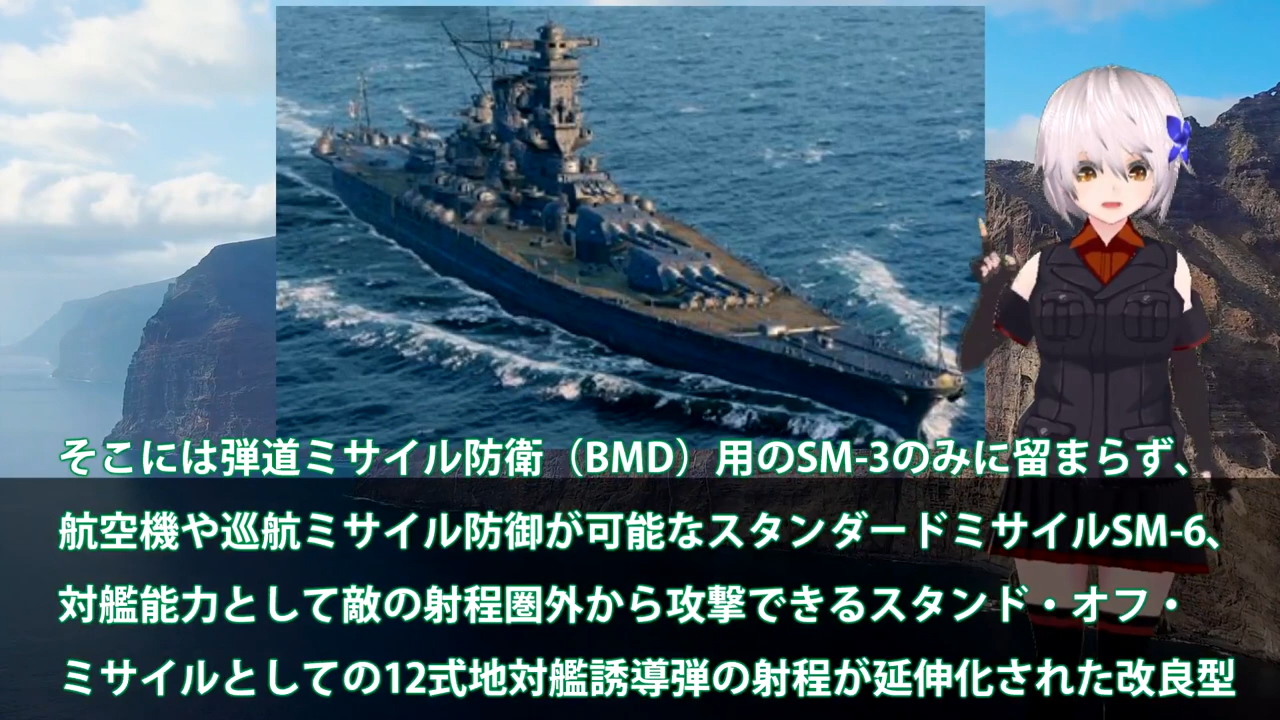 そこには弾道ミサイル防衛（BMD）用のSM-3のみに留まらず、
航空機や巡航ミサイル防御が可能なスタンダードミサイルSM-6、
対艦能力として敵の射程圏外から攻撃できるスタンド・オフ・
ミサイルとしての12式地対艦誘導弾の射程が延伸化された改良型